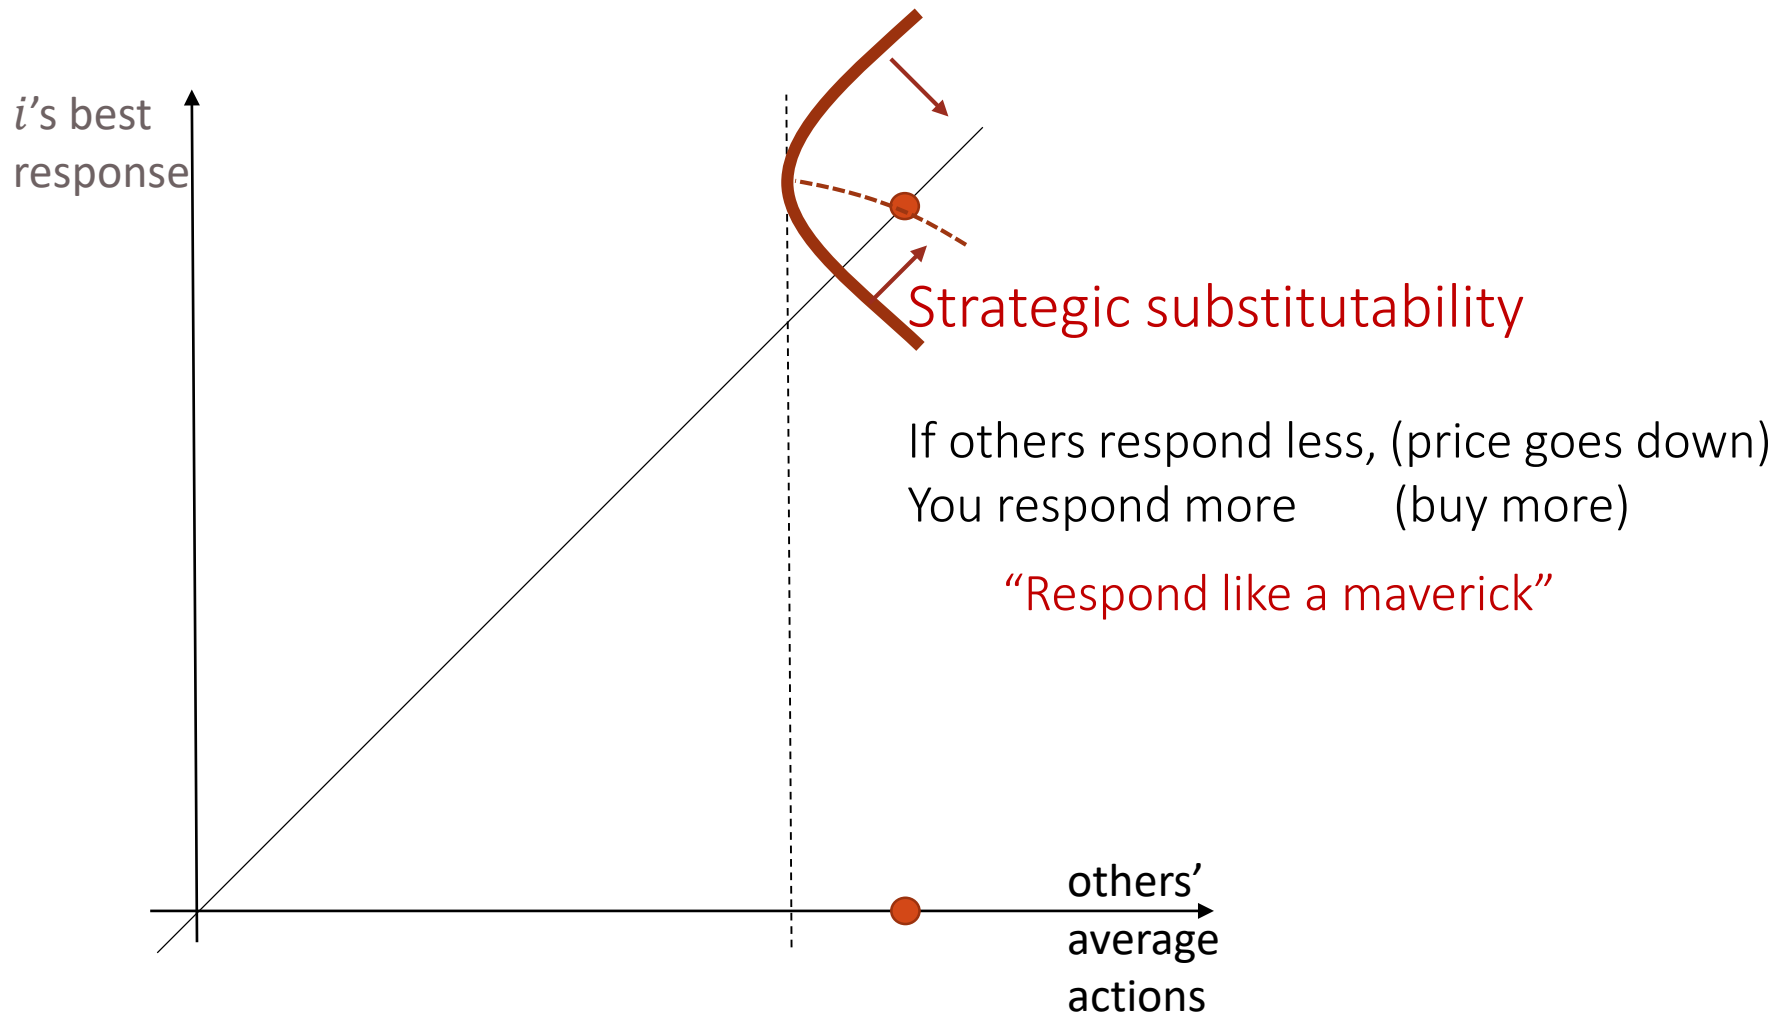 i’s best
response
Strategic substitutability
If others respond less, (price goes down)
You respond more (buy more)
“Respond like a maverick”
others’
average
actions